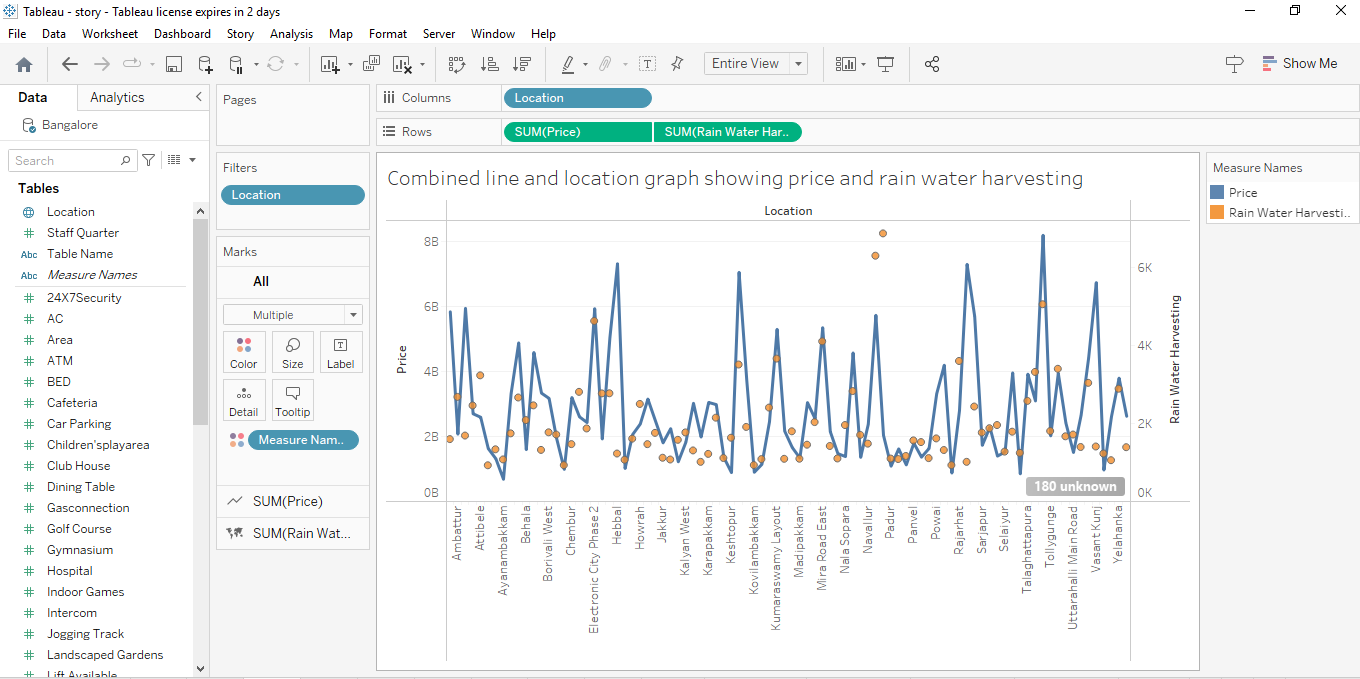 Tableau - story - Tableau license expires in 2 days
File Data Worksheet Dashboard Story Analysis Map Format Server Window Help
Entire View
Show Me
Data Analytics
Bangalore
Search
Tables
Location
Staff Quarter
Abc Table Name
Abc Measure Names
24X7Security
AC
Area
ATM
BED
Cafeteria
Car Parking
Children'splayarea
Club House
Dining Table
Gasconnection
Golf Course
Gymnasium
Hospital
Indoor Games
Intercom
Jogging Track
Landscaped Gardens
Lift Available
Pages
Filters
Location
Marks
All
Multiple
Color Size Label
Detail Tooltip
Measure Nam..
SUM(Price)
SUM(Rain Wat...
Columns Location
Rows SUM(Price) SUM(Rain Water Har..
Combined line and location graph showing price and rain water harvesting
Location
8B
6B
4B
2B
0B
Price
6K
4K
2K
0K
Rain Water Harvesting
180 unknown
Ambattur
Attibele
Ayanambakkam
Behala
Borivali West
Chembur
Electronic City Phase 2
Hebbal
Howrah
Jakkur
Kalyan West
Karapakkam
Keshtopur
Kovilambakkam
Kumaraswamy Layout
Madipakkam
Mira Road East
Nala Sopara
Navallur
Padur
Panvel
Powai
Rajarhat
Sarjapur
Selaiyur
Talaghattapura
Tollygunge
Uttarahalli Main Road
Vasant Kunj
Yelahanka
Measure Names
Price
Rain Water Harvesti..